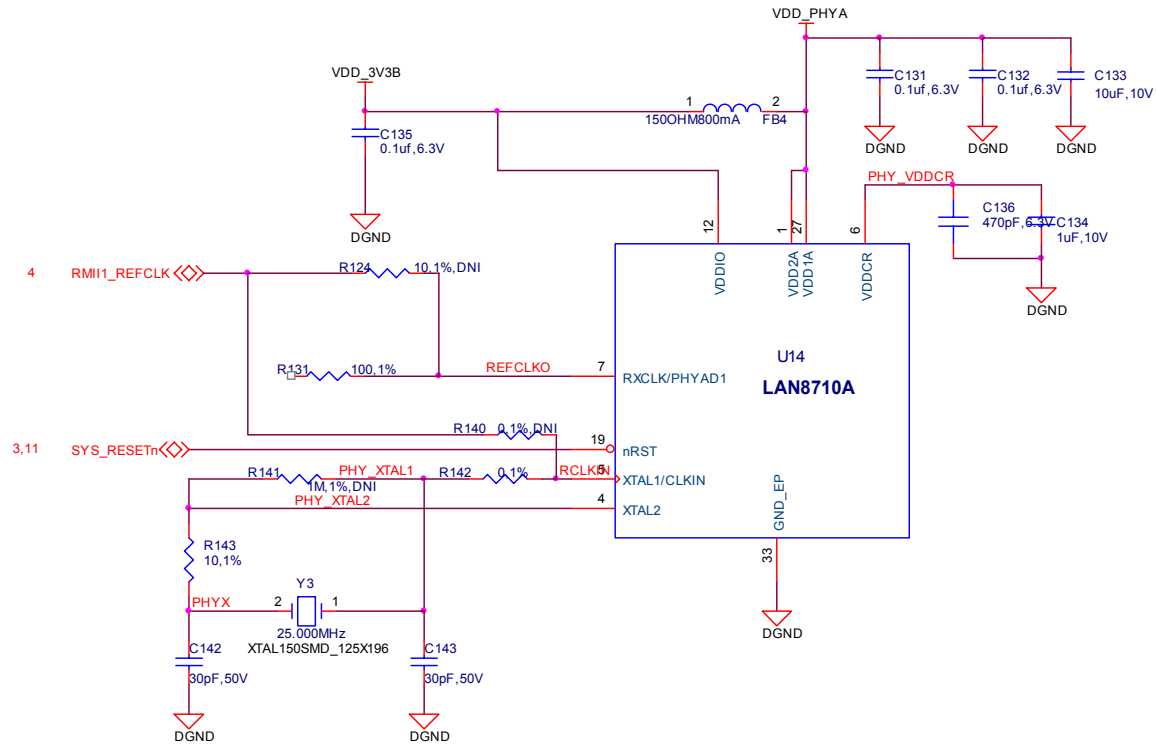 VDD_PHYA
VDD_3V3B
C131
0.1uf,6.3V
C132
0.1uf,6.3V
C133
10uF,10V
1
2
150OHM800mA
FB4
C135
0.1uf,6.3V
DGND
DGND
DGND
DGND
PHY_VDDCR
C136
470pF,6.3V
C134
1uF,10V
DGND
12
1
27
6
VDDIO
VDD2A
VDD1A
VDDCR
4
RMII1_REFCLK
R124
10,1%,DNI
U14
LAN8710A
R131
100,1%
REFCLKO
7
RXCLK/PHYAD1
R140
0,1%,DNI
3,11
SYS_RESETn
19
nRST
R141
1M,1%,DNI
PHY_XTAL1
R142
0,1%
RCLKIN
5
XTAL1/CLKIN
PHY_XTAL2
4
XTAL2
GND_EP
33
DGND
R143
10,1%
PHYX
Y3
2
1
25.000MHz
XTAL150SMD_125X196
C142
30pF,50V
C143
30pF,50V
DGND
DGND